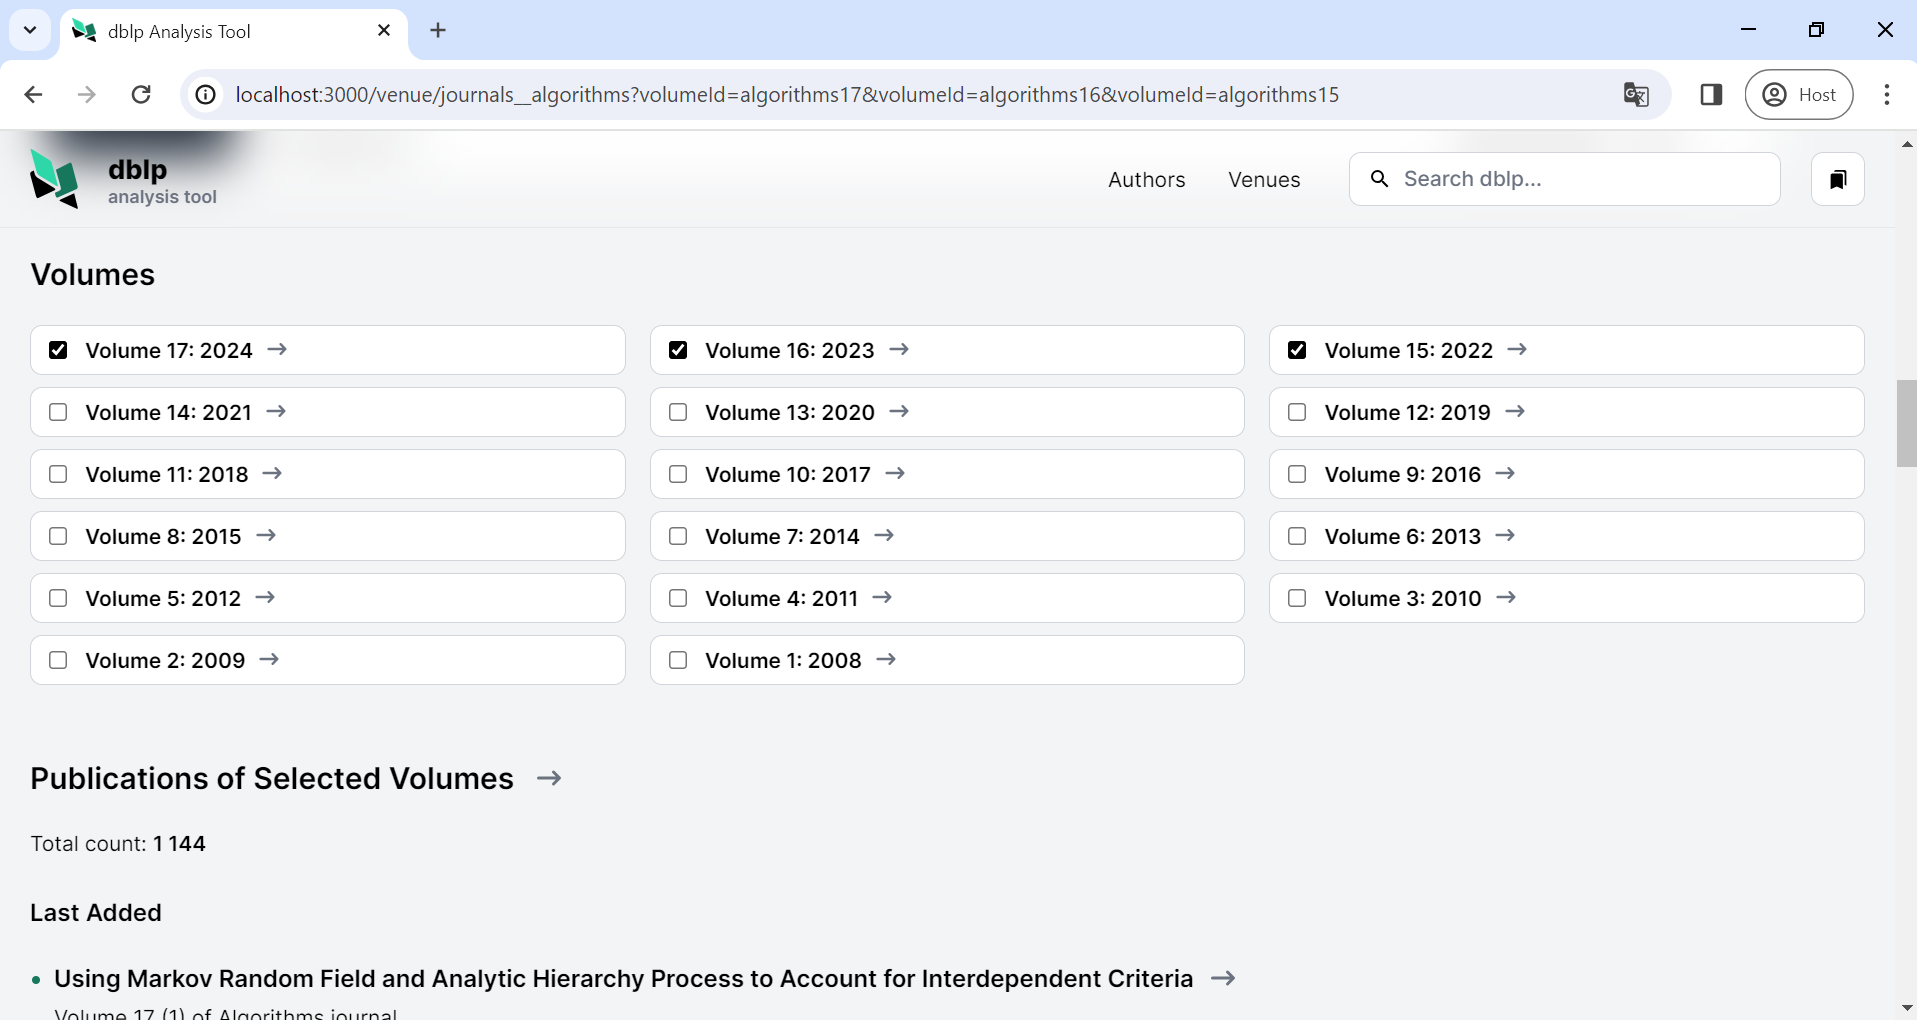 dblp Analysis Tool
localhost:3000/venue/journals__algorithms?volumeId=algorithms17&volumeId=algorithms16&volumeId=algorithms15
Host
dblp
analysis tool
Authors
Venues
Search dblp...
Volumes
Volume 17: 2024
Volume 16: 2023
Volume 15: 2022
Volume 14: 2021
Volume 13: 2020
Volume 12: 2019
Volume 11: 2018
Volume 10: 2017
Volume 9: 2016
Volume 8: 2015
Volume 7: 2014
Volume 6: 2013
Volume 5: 2012
Volume 4: 2011
Volume 3: 2010
Volume 2: 2009
Volume 1: 2008
Publications of Selected Volumes
Total count: 1 144
Last Added
Using Markov Random Field and Analytic Hierarchy Process to Account for Interdependent Criteria
Volume 17 (1) of Algorithms journal